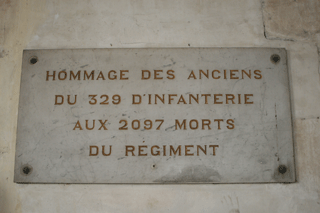 HOMMAGE DES ANCIENS
DU 329 D'INFANTERIE
AUX 2097 MORTS
DU RÉGIMENT